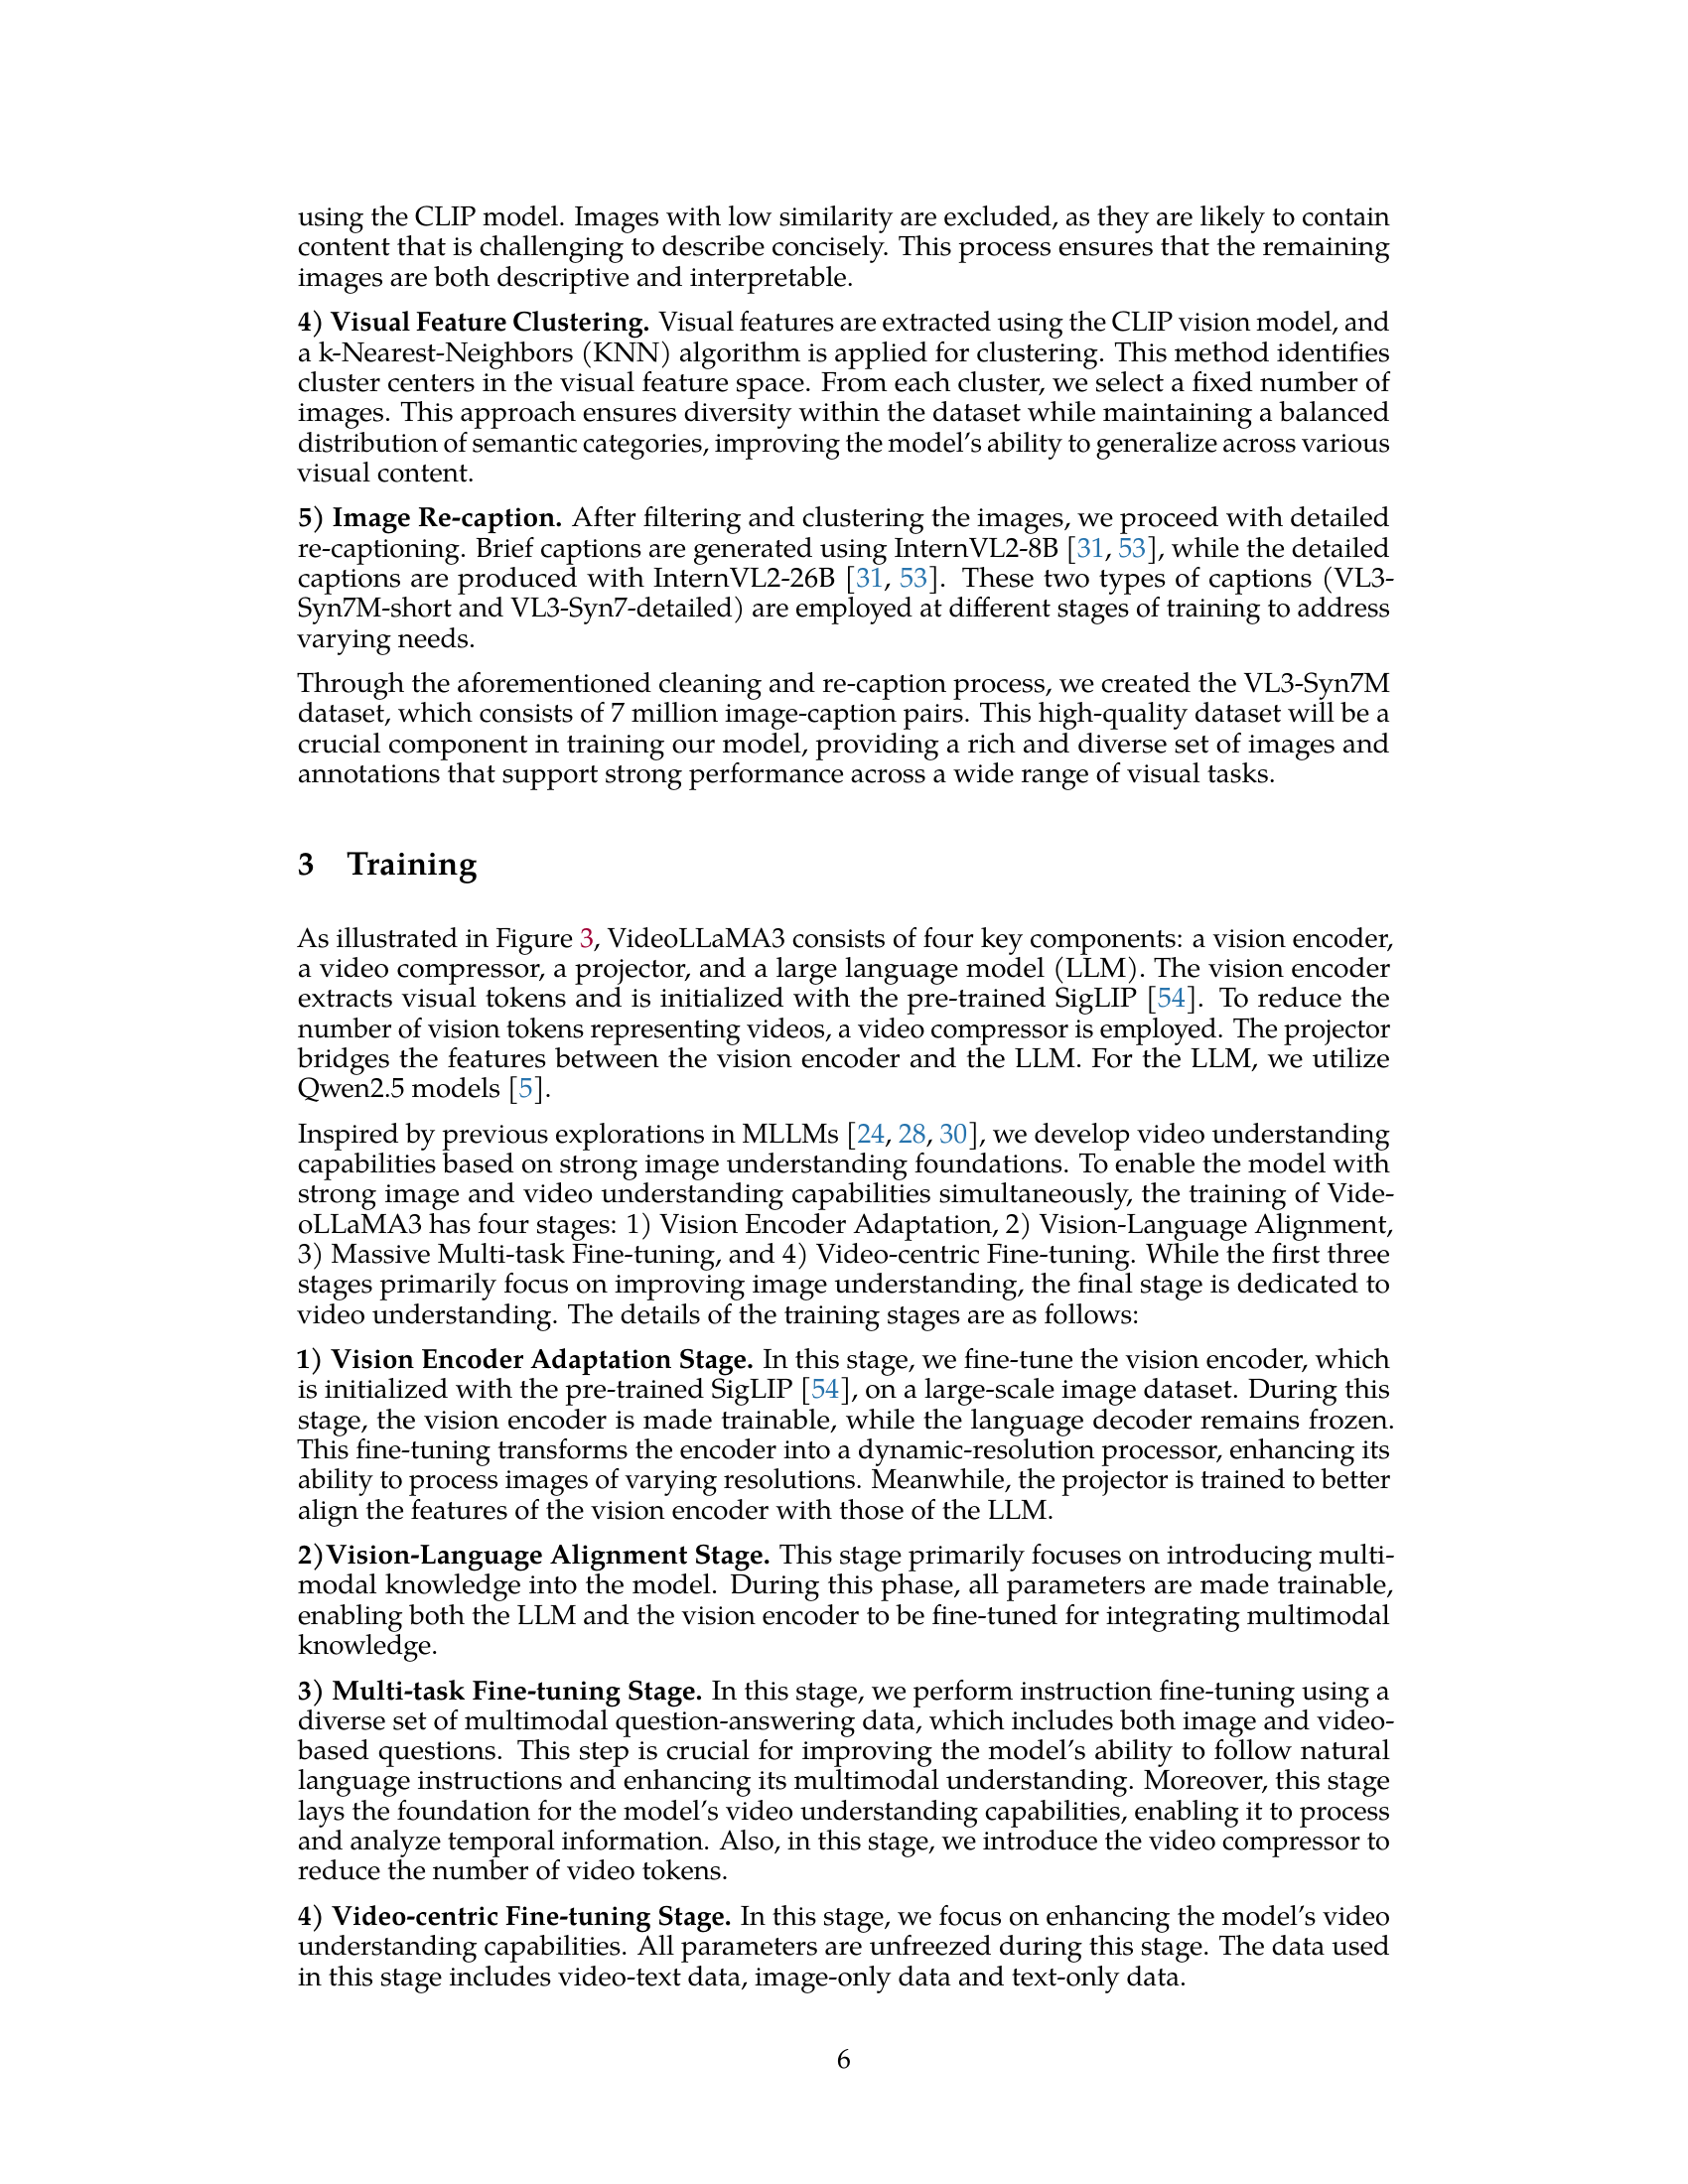 using the CLIP model. Images with low similarity are excluded, as they are likely to contain
content that is challenging to describe concisely. This process ensures that the remaining
images are both descriptive and interpretable.
4) Visual Feature Clustering. Visual features are extracted using the CLIP vision model, and
a k-Nearest-Neighbors (KNN) algorithm is applied for clustering. This method identifies
cluster centers in the visual feature space. From each cluster, we select a fixed number of
images. This approach ensures diversity within the dataset while maintaining a balanced
distribution of semantic categories, improving the model's ability to generalize across various
visual content.
5) Image Re-caption. After filtering and clustering the images, we proceed with detailed
re-captioning. Brief captions are generated using InternVL2-8B [31, 53], while the detailed
captions are produced with InternVL2-26B [31, 53]. These two types of captions (VL3-
Syn7M-short and VL3-Syn7-detailed) are employed at different stages of training to address
varying needs.
Through the aforementioned cleaning and re-caption process, we created the VL3-Syn7M
dataset, which consists of 7 million image-caption pairs. This high-quality dataset will be a
crucial component in training our model, providing a rich and diverse set of images and
annotations that support strong performance across a wide range of visual tasks.
3 Training
As illustrated in Figure 3, VideoLLaMA3 consists of four key components: a vision encoder,
a video compressor, a projector, and a large language model (LLM). The vision encoder
extracts visual tokens and is initialized with the pre-trained SigLIP [54]. To reduce the
number of vision tokens representing videos, a video compressor is employed. The projector
bridges the features between the vision encoder and the LLM. For the LLM, we utilize
Qwen2.5 models [5].
Inspired by previous explorations in MLLMs [24, 28, 30], we develop video understanding
capabilities based on strong image understanding foundations. To enable the model with
strong image and video understanding capabilities simultaneously, the training of Vide-
oLLaMA3 has four stages: 1) Vision Encoder Adaptation, 2) Vision-Language Alignment,
3) Massive Multi-task Fine-tuning, and 4) Video-centric Fine-tuning. While the first three
stages primarily focus on improving image understanding, the final stage is dedicated to
video understanding. The details of the training stages are as follows:
1) Vision Encoder Adaptation Stage. In this stage, we fine-tune the vision encoder, which
is initialized with the pre-trained SigLIP [54], on a large-scale image dataset. During this
stage, the vision encoder is made trainable, while the language decoder remains frozen.
This fine-tuning transforms the encoder into a dynamic-resolution processor, enhancing its
ability to process images of varying resolutions. Meanwhile, the projector is trained to better
align the features of the vision encoder with those of the LLM.
2)Vision-Language Alignment Stage. This stage primarily focuses on introducing multi-
modal knowledge into the model. During this phase, all parameters are made trainable,
enabling both the LLM and the vision encoder to be fine-tuned for integrating multimodal
knowledge.
3) Multi-task Fine-tuning Stage. In this stage, we perform instruction fine-tuning using a
diverse set of multimodal question-answering data, which includes both image and video-
based questions. This step is crucial for improving the model's ability to follow natural
language instructions and enhancing its multimodal understanding. Moreover, this stage
lays the foundation for the model's video understanding capabilities, enabling it to process
and analyze temporal information. Also, in this stage, we introduce the video compressor to
reduce the number of video tokens.
4) Video-centric Fine-tuning Stage. In this stage, we focus on enhancing the model's video
understanding capabilities. All parameters are unfreezed during this stage. The data used
in this stage includes video-text data, image-only data and text-only data.
6